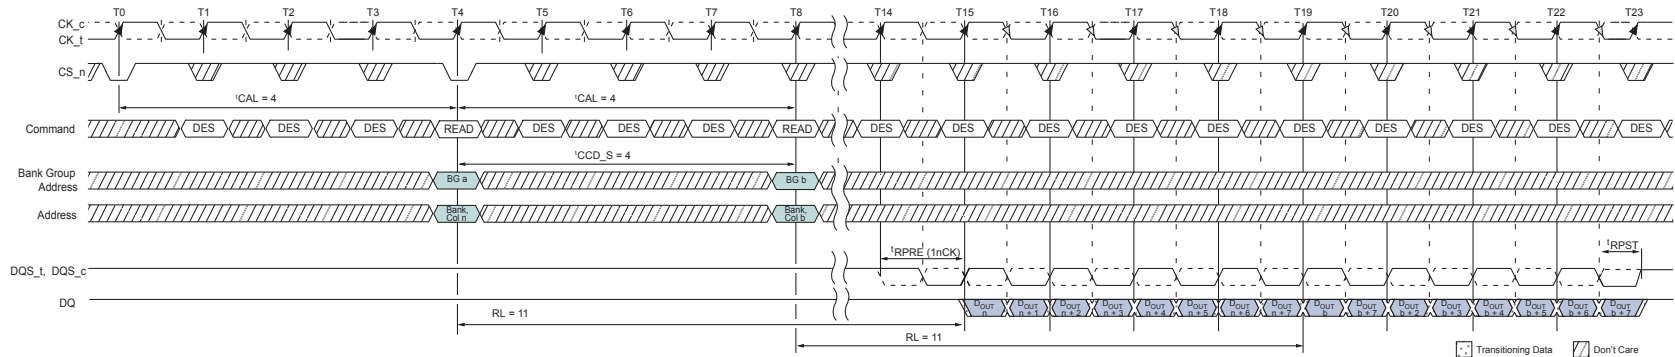 T0 T1 T2 T3 T4 T5 T6 T7 T8 T14 T15 T16 T17 T18 T19 T20 T21 T22 T23
CK_c
CK_t
CS_n
tCAL = 4 tCAL = 4
Command DES DES DES READ DES DES DES READ DES DES DES DES DES DES DES DES DES DES
tCCD_S = 4
Bank Group
Address BG a BG b
Address Bank, Col n Bank, Col b
tRPRE (1nCK) tRPST
DQS_t, DQS_c
DQ DOUT n DOUT n + 1 DOUT n + 2 DOUT n + 3 DOUT n + 4 DOUT n + 5 DOUT n + 6 DOUT n + 7 DOUT b DOUT b + 7 DOUT b + 2 DOUT b + 3 DOUT b + 4 DOUT b + 5 DOUT b + 6 DOUT b + 7
RL = 11
RL = 11
Transitioning Data Don't Care